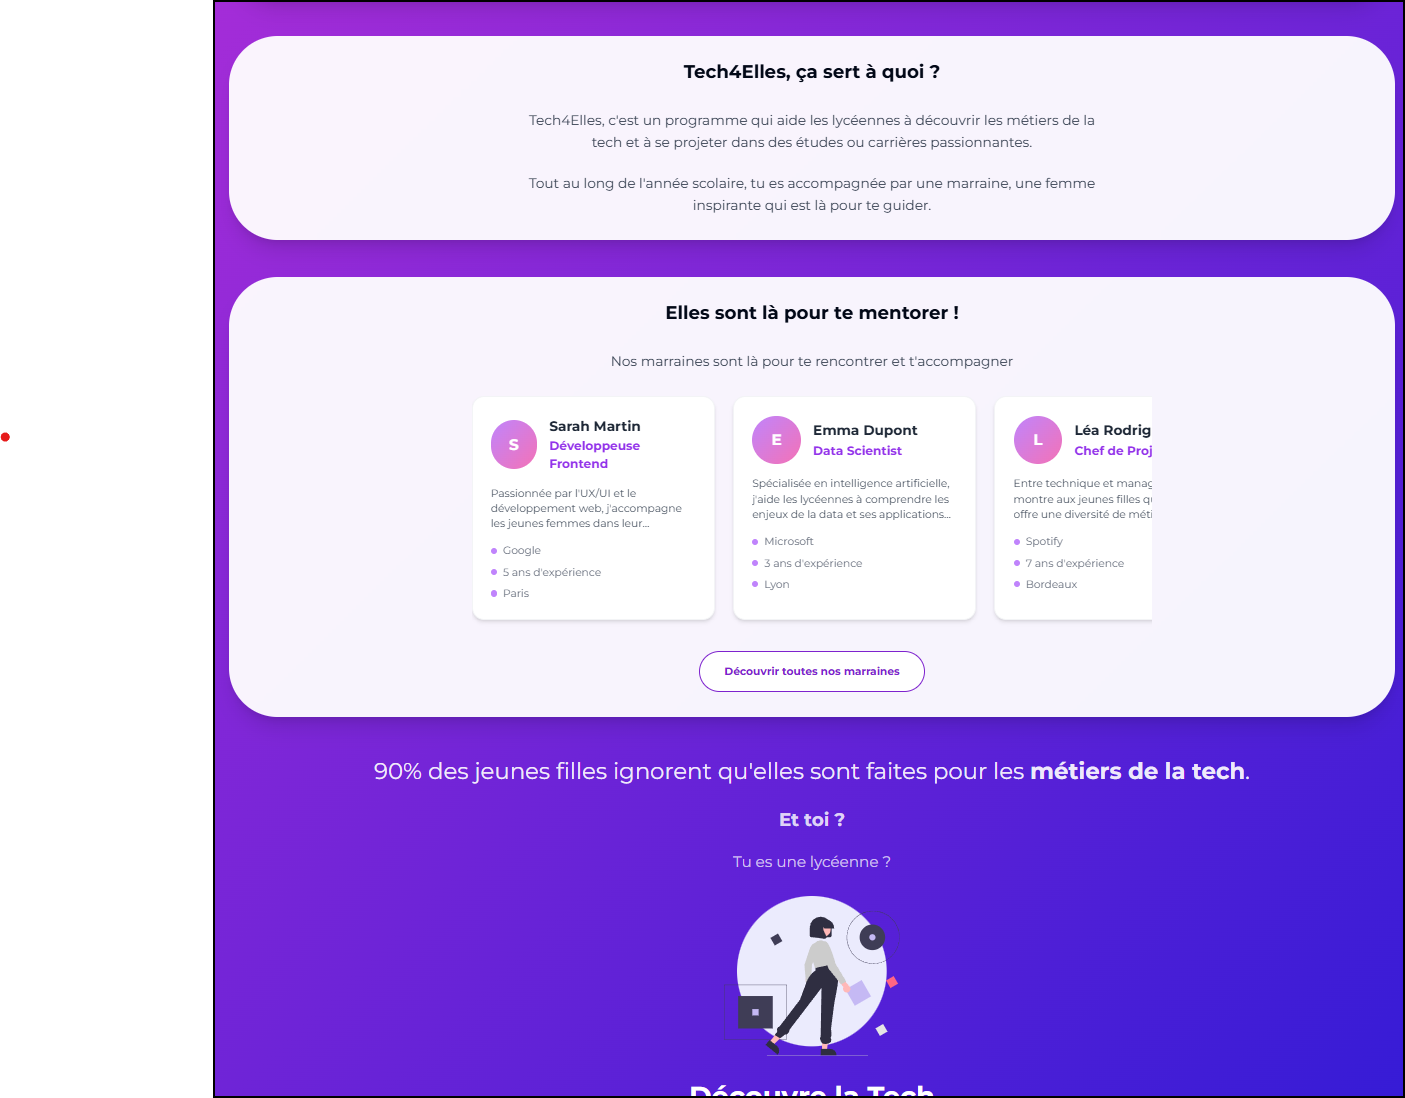 Tech4Elles, ça sert à quoi ?
Tech4Elles, c'est un programme qui aide les lycéennes à découvrir les métiers de la
tech et à se projeter dans des études ou carrières passionnantes.
Tout au long de l'année scolaire, tu es accompagnée par une marraine, une femme
inspirante qui est là pour te guider.
Elles sont là pour te mentorer !
Nos marraines sont là pour te rencontrer et t'accompagner
S
Sarah Martin
Développeuse
Frontend
Passionnée par l'UX/UI et le
développement web, j'accompagne
les jeunes femmes dans leur...
Google
5 ans d'expérience
Paris
E
Emma Dupont
Data Scientist
Spécialisée en intelligence artificielle,
j'aide les lycéennes à comprendre les
enjeux de la data et ses applications...
Microsoft
3 ans d'expérience
Lyon
L
Léa Rodrig
Chef de Proj
Entre technique et manag
montre aux jeunes filles qu
offre une diversité de méti
Spotify
7 ans d'expérience
Bordeaux
Découvrir toutes nos marraines
90% des jeunes filles ignorent qu'elles sont faites pour les métiers de la tech.
Et toi ?
Tu es une lycéenne ?
Découvre la Tech